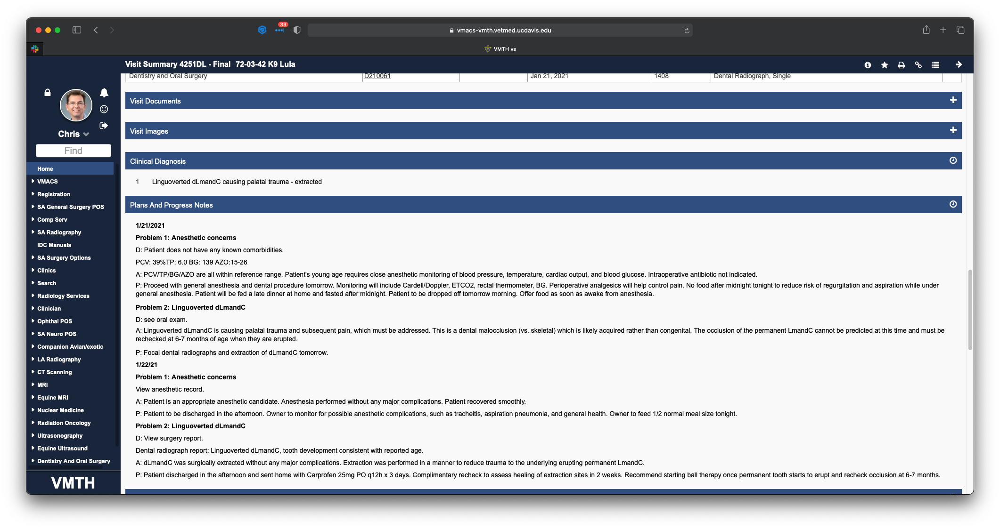 33
vmacs-vmth.vetmed.ucdavis.edu
VMTH vs
Visit Summary 4251DL - Final 72-03-42 K9 Lula
Dentistry and Oral Surgery D210061 Jan 21, 2021 1408 Dental Radiograph, Single
Chris
Find
Home
VMACS
Registration
SA General Surgery POS
Comp Serv
SA Radiography
IDC Manuals
SA Surgery Options
Clinics
Search
Radiology Services
Clinician
Ophthal POS
SA Neuro POS
Companion Avian/exotic
LA Radiography
CT Scanning
MRI
Equine MRI
Nuclear Medicine
Radiation Oncology
Ultrasonography
Equine Ultrasound
Dentistry And Oral Surgery
VMTH
Visit Documents
Visit Images
Clinical Diagnosis
1 Linguoverted dLmandC causing palatal trauma - extracted
Plans And Progress Notes
1/21/2021
Problem 1: Anesthetic concerns
D: Patient does not have any known comorbidities.
PCV: 39%TP: 6.0 BG: 139 AZO:15-26
A: PCV/TP/BG/AZO are all within reference range. Patient's young age requires close anesthetic monitoring of blood pressure, temperature, cardiac output, and blood glucose. Intraoperative antibiotic not indicated.
P: Proceed with general anesthesia and dental procedure tomorrow. Monitoring will include Cardell/Doppler, ETCO2, rectal thermometer, BG. Perioperative analgesics will help control pain. No food after midnight tonight to reduce risk of regurgitation and aspiration while under
general anesthesia. Patient will be fed a late dinner at home and fasted after midnight. Patient to be dropped off tomorrow morning. Offer food as soon as awake from anesthesia.
Problem 2: Linguoverted dLmandC
D: see oral exam.
A: Linguoverted dLmandC is causing palatal trauma and subsequent pain, which must be addressed. This is a dental malocclusion (vs. skeletal) which is likely acquired rather than congenital. The occlusion of the permanent LmandC cannot be predicted at this time and must be
rechecked at 6-7 months of age when they are erupted.
P: Focal dental radiographs and extraction of dLmandC tomorrow.
1/22/21
Problem 1: Anesthetic concerns
View anesthetic record.
A: Patient is an appropriate anesthetic candidate. Anesthesia performed without any major complications. Patient recovered smoothly.
P: Patient to be discharged in the afternoon. Owner to monitor for possible anesthetic complications, such as tracheitis, aspiration pneumonia, and general health. Owner to feed 1/2 normal meal size tonight.
Problem 2: Linguoverted dLmandC
D: View surgery report.
Dental radiograph report: Linguoverted dLmandC, tooth development consistent with reported age.
A: dLmandC was surgically extracted without any major complications. Extraction was performed in a manner to reduce trauma to the underlying erupting permanent LmandC.
P: Patient discharged in the afternoon and sent home with Carprofen 25mg PO q12h x 3 days. Complimentary recheck to assess healing of extraction sites in 2 weeks. Recommend starting ball therapy once permanent tooth starts to erupt and recheck occlusion at 6-7 months.